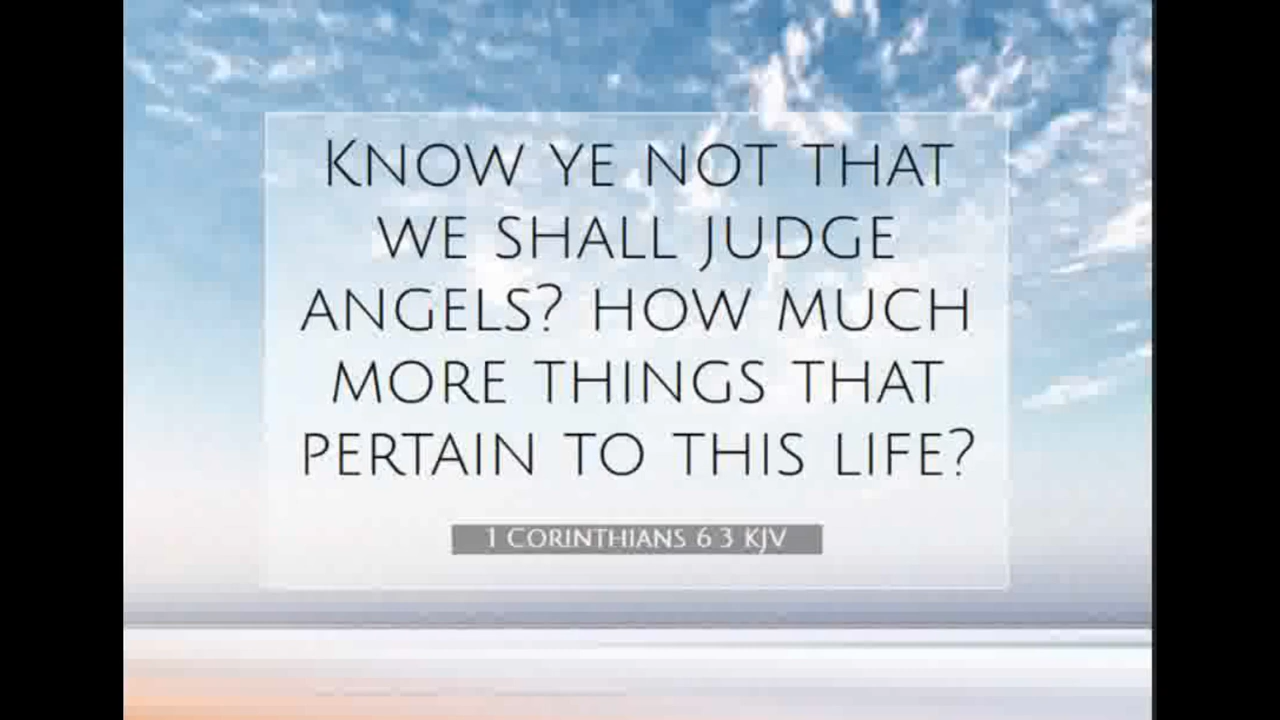 Know ye not that
we shall judge
angels? how much
more things that
pertain to this life?
1 Corinthians 6 3 KJV